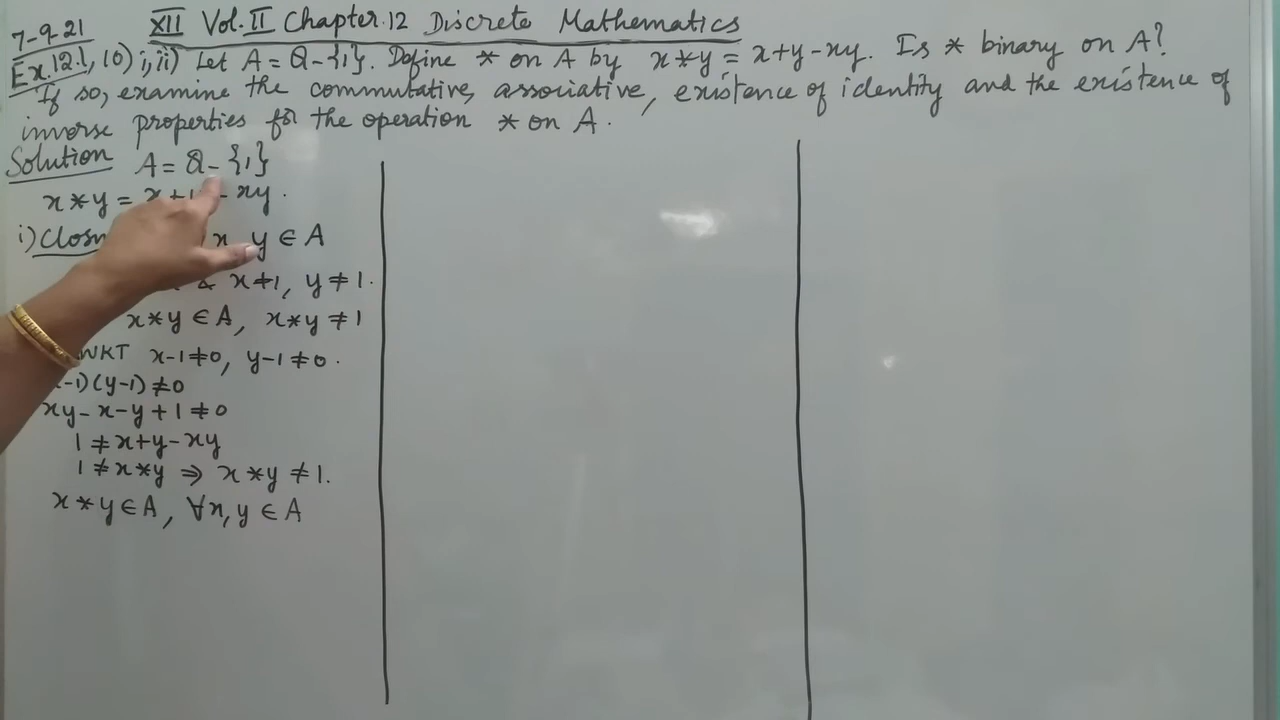 7-9-21
XII Vol. II Chapter.12 Discrete Mathematics
Ex.12.1, 10) i, ii) Let A = Q - {1}. Define * on A by x*y = x+y-xy. Is * binary on A?
If so, examine the commutative, associative, existence of identity and the existence of
inverse properties for the operation * on A.
Solution A = Q - {1}
x*y = - xy.
i) x, y ∈ A
x ≠ 1, y ≠ 1.
x*y ∈ A, x*y ≠ 1
WKT x-1 ≠ 0, y-1 ≠ 0.
-1)(y-1) ≠ 0
xy - x - y + 1 ≠ 0
1 ≠ x+y-xy
1 ≠ x*y ⇒ x*y ≠ 1.
x*y ∈ A, ∀x, y ∈ A